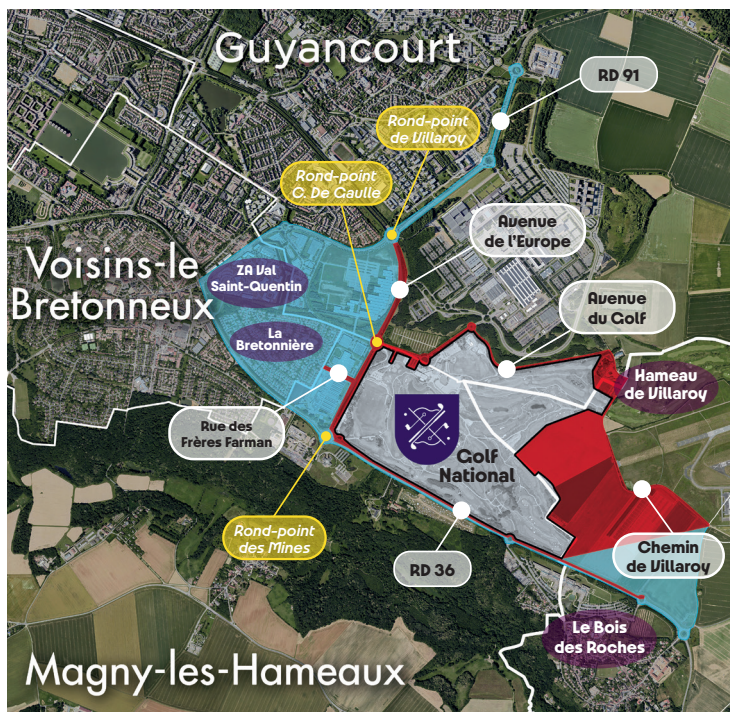 Guyancourt
RD 91
Rond-point
de Villaroy
Rond-point
C. De Gaulle
Avenue
de l'Europe
Voisins-le
Bretonneux
ZA Val
Saint-Quentin
Avenue
du Golf
La
Bretonnière
Hameau
de Villaroy
Rue des
Frères Farman
Golf
National
Rond-point
des Mines
RD 36
Chemin
de Villaroy
Le Bois
des Roches
Magny-les-Hameaux